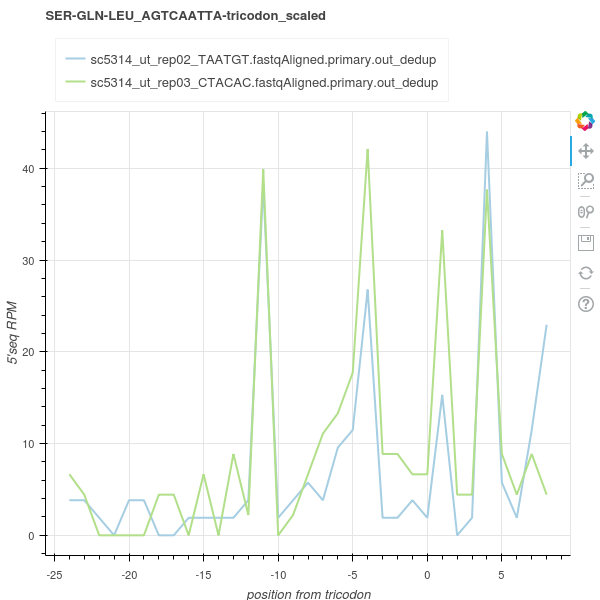 SER-GLN-LEU_AGTCAATTA-tricodon_scaled
sc5314_ut_rep02_TAATGT.fastqAligned.primary.out_dedup
sc5314_ut_rep03_CTACAC.fastqAligned.primary.out_dedup
5'seq RPM
40
30
20
10
0
-25 -20 -15 -10 -5 0 5
position from tricodon